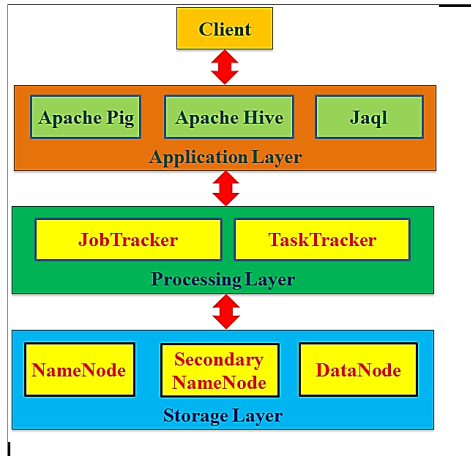 Client
Apache Pig
Apache Hive
Jaql
Application Layer
JobTracker
TaskTracker
Processing Layer
NameNode
Secondary
NameNode
DataNode
Storage Layer